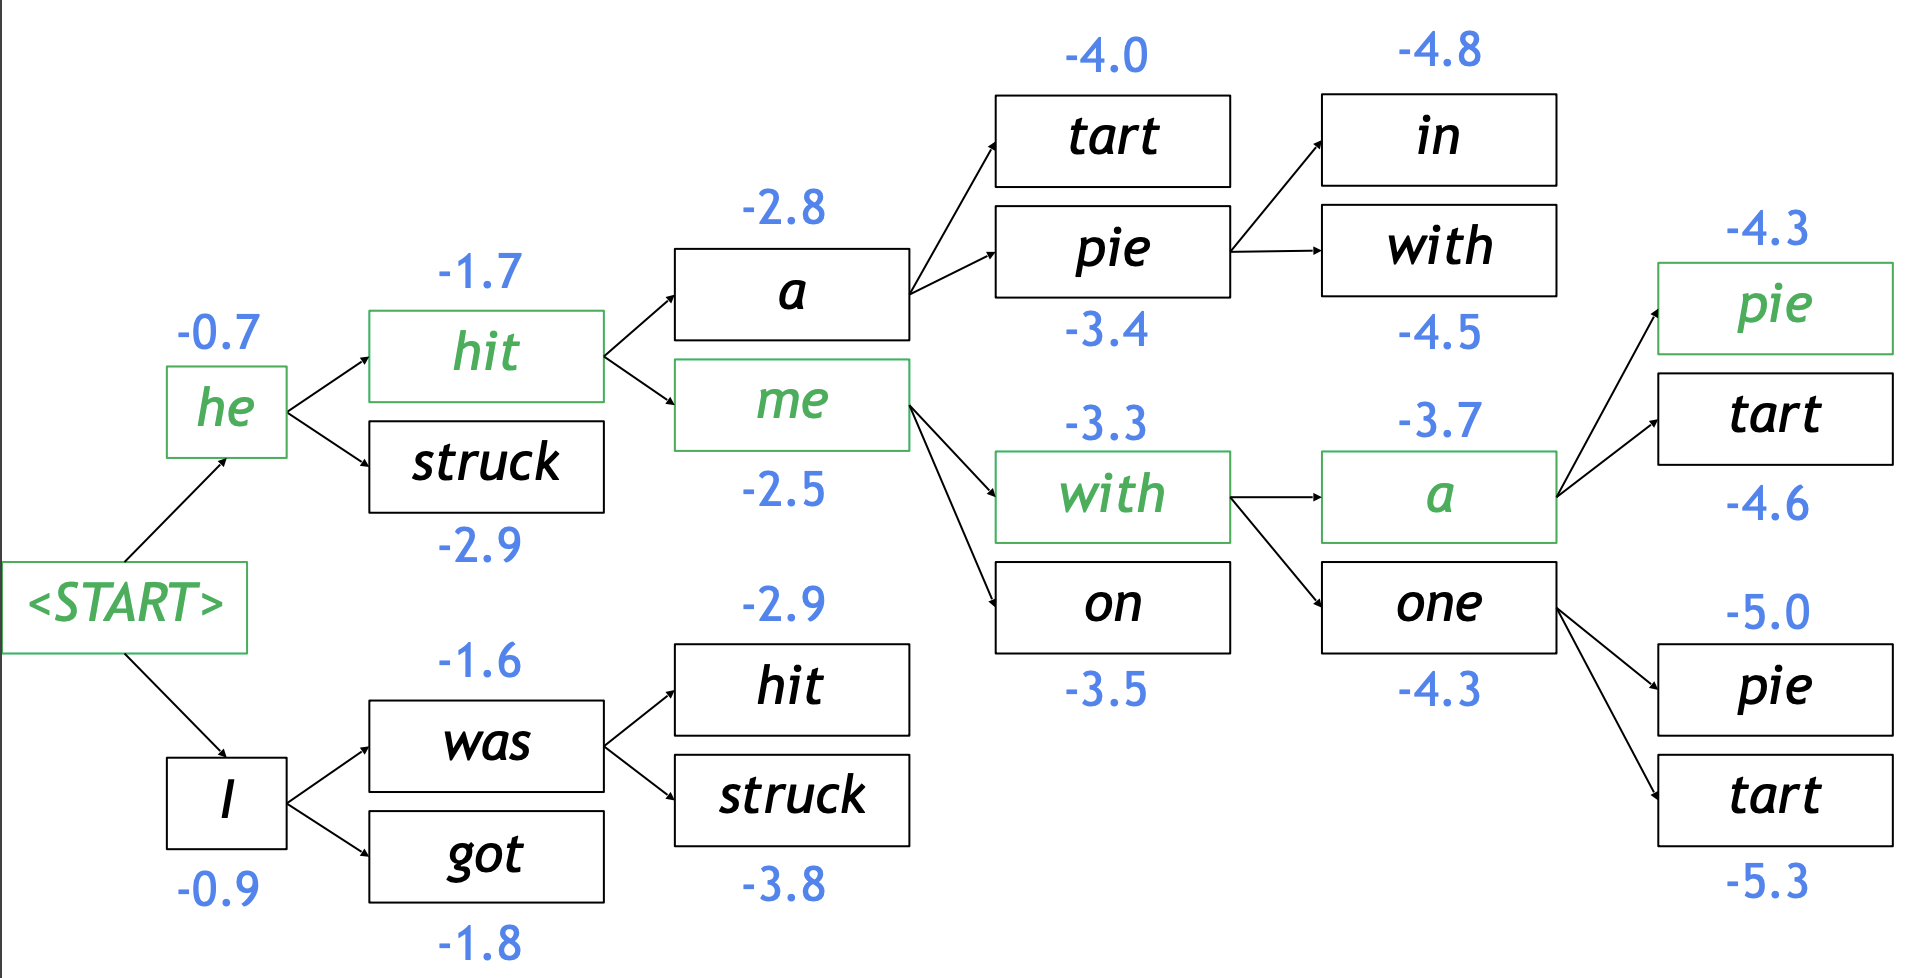 <START>
-0.7
he
I
-0.9
-1.7
hit
struck
-2.9
-1.6
was
got
-1.8
-2.8
a
me
-2.5
-2.9
hit
struck
-3.8
-4.0
tart
pie
-3.4
-3.3
with
on
-3.5
-4.8
in
with
-4.5
-3.7
a
one
-4.3
-4.3
pie
tart
-4.6
-5.0
pie
tart
-5.3